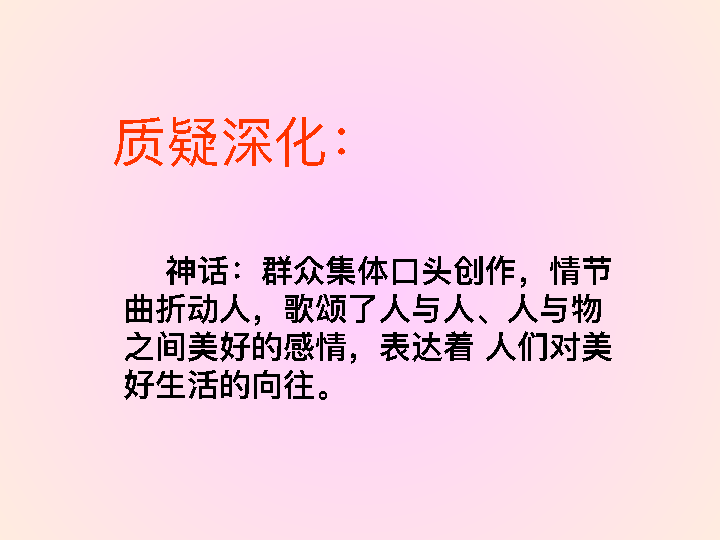 质疑深化：
神话：群众集体口头创作，情节
曲折动人，歌颂了人与人、人与物
之间美好的感情，表达着 人们对美
好生活的向往。